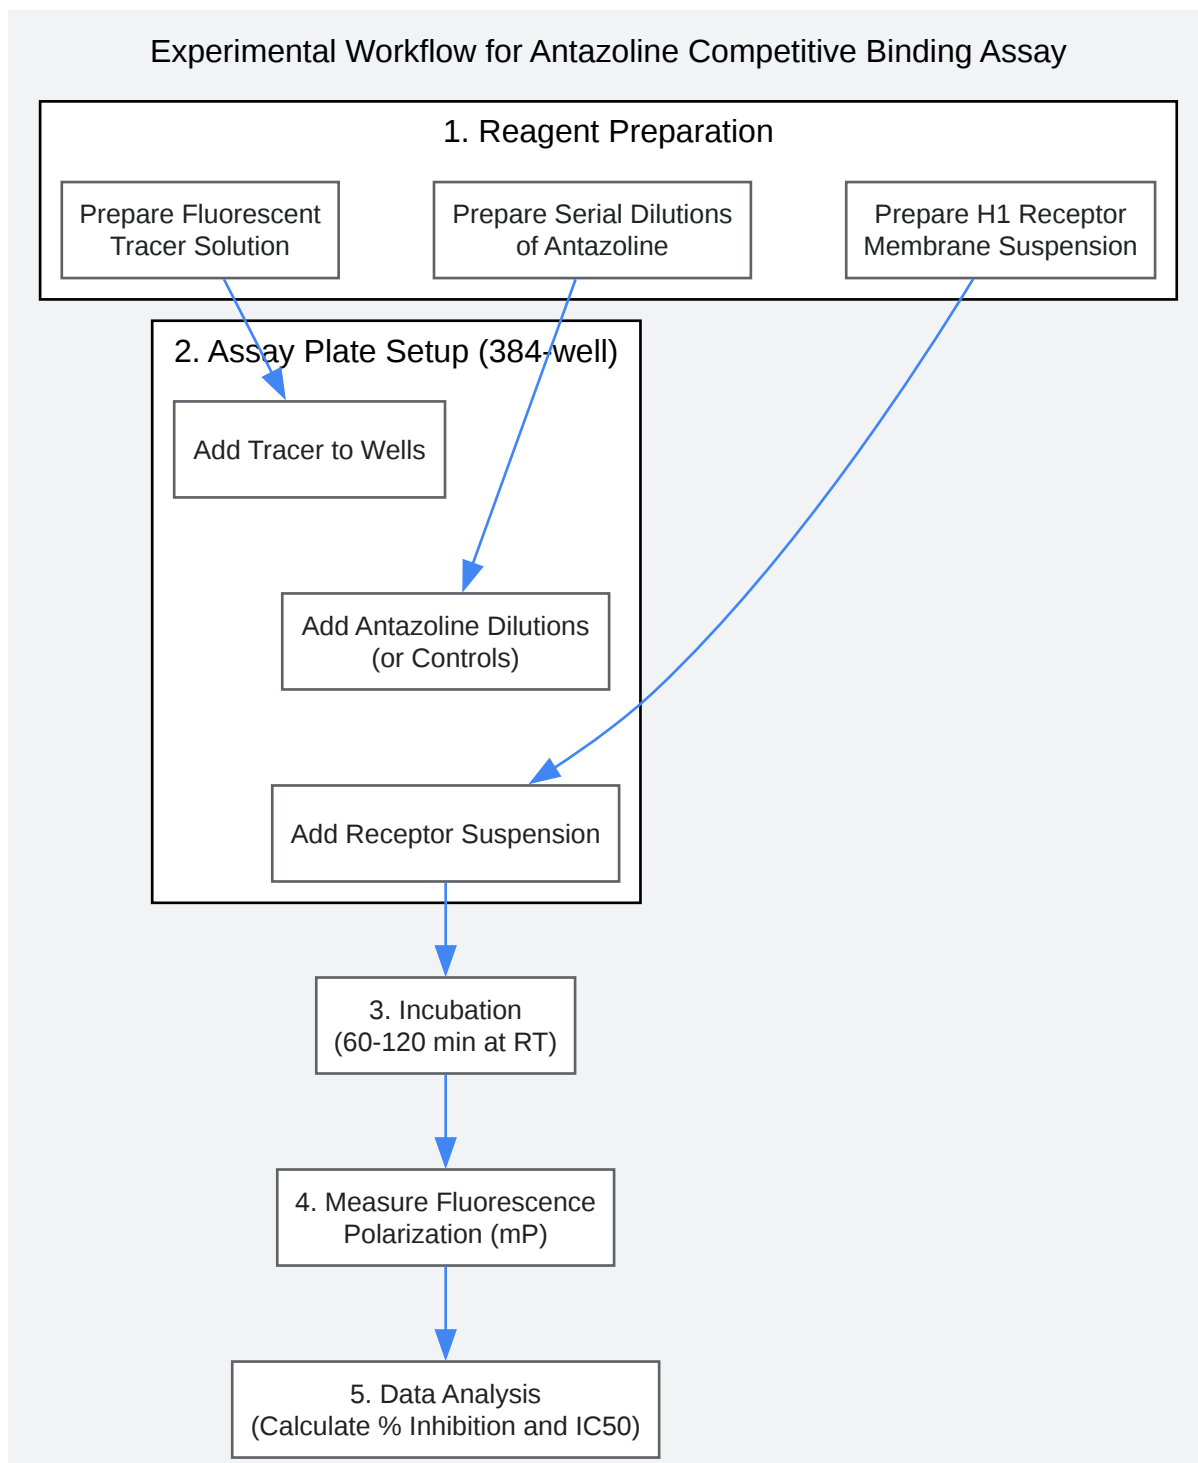 Experimental Workflow for Antazoline Competitive Binding Assay
1. Reagent Preparation
Prepare Fluorescent
Tracer Solution
Prepare Serial Dilutions
of Antazoline
Prepare H1 Receptor
Membrane Suspension
2. Assay Plate Setup (384-well)
Add Tracer to Wells
Add Antazoline Dilutions
(or Controls)
Add Receptor Suspension
3. Incubation
(60-120 min at RT)
4. Measure Fluorescence
Polarization (mP)
5. Data Analysis
(Calculate % Inhibition and IC50)